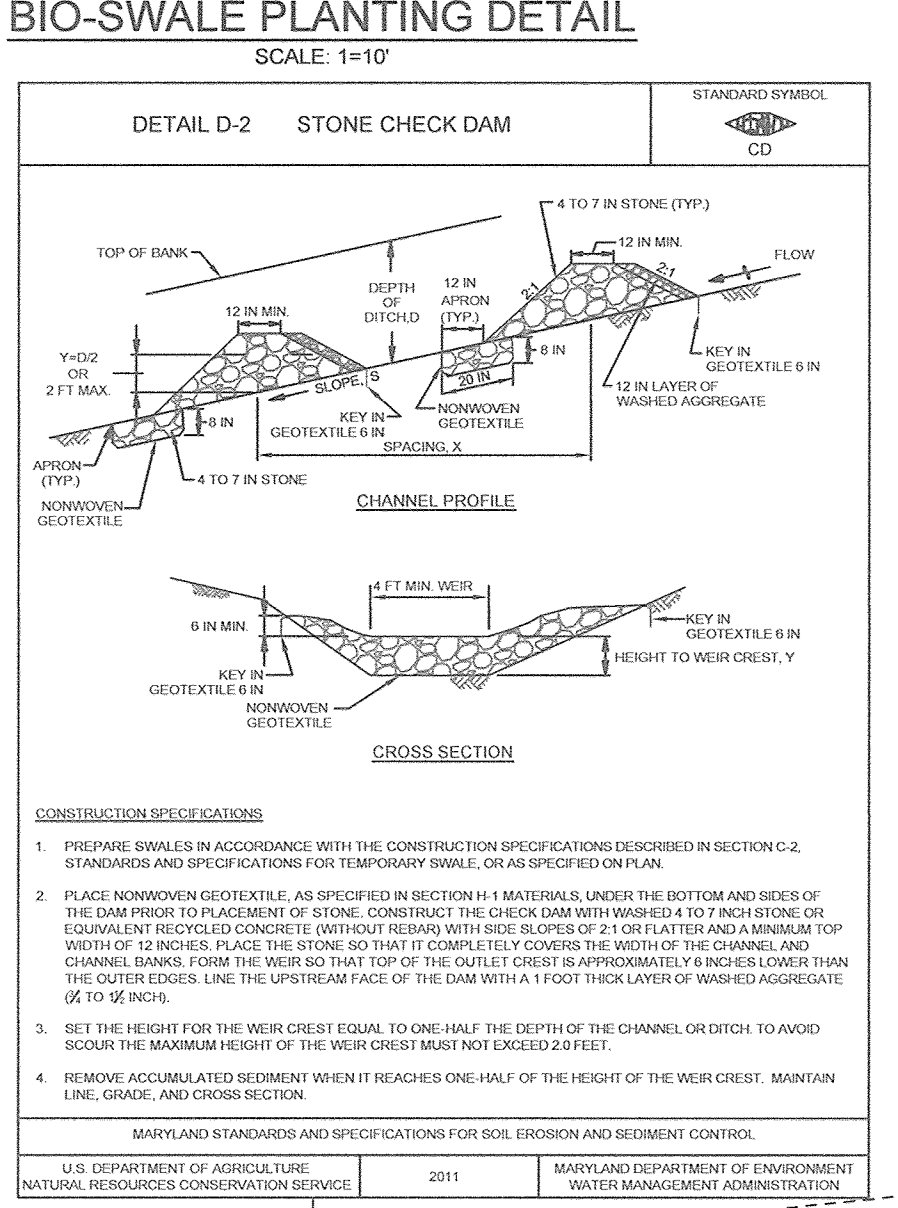 BIO-SWALE PLANTING DETAIL
SCALE: 1=10'
DETAIL D-2 STONE CHECK DAM
STANDARD SYMBOL
CD
4 TO 7 IN STONE (TYP.)
12 IN MIN.
FLOW
TOP OF BANK
2:1
2:1
DEPTH
OF
DITCH,D
12 IN
APRON
(TYP.)
12 IN MIN.
Y=D/2
OR
2 FT MAX.
8 IN
KEY IN
GEOTEXTILE 6 IN
20 IN
SLOPE, S
12 IN LAYER OF
WASHED AGGREGATE
NONWOVEN
GEOTEXTILE
KEY IN
GEOTEXTILE 6 IN
8 IN
SPACING, X
APRON
(TYP.)
4 TO 7 IN STONE
NONWOVEN
GEOTEXTILE
CHANNEL PROFILE
4 FT MIN. WEIR
6 IN MIN.
KEY IN
GEOTEXTILE 6 IN
HEIGHT TO WEIR CREST, Y
KEY IN
GEOTEXTILE 6 IN
NONWOVEN
GEOTEXTILE
CROSS SECTION
CONSTRUCTION SPECIFICATIONS
1. PREPARE SWALES IN ACCORDANCE WITH THE CONSTRUCTION SPECIFICATIONS DESCRIBED IN SECTION C-2,
STANDARDS AND SPECIFICATIONS FOR TEMPORARY SWALE, OR AS SPECIFIED ON PLAN.
2. PLACE NONWOVEN GEOTEXTILE, AS SPECIFIED IN SECTION H-1 MATERIALS, UNDER THE BOTTOM AND SIDES OF
THE DAM PRIOR TO PLACEMENT OF STONE. CONSTRUCT THE CHECK DAM WITH WASHED 4 TO 7 INCH STONE OR
EQUIVALENT RECYCLED CONCRETE (WITHOUT REBAR) WITH SIDE SLOPES OF 2:1 OR FLATTER AND A MINIMUM TOP
WIDTH OF 12 INCHES. PLACE THE STONE SO THAT IT COMPLETELY COVERS THE WIDTH OF THE CHANNEL AND
CHANNEL BANKS. FORM THE WEIR SO THAT TOP OF THE OUTLET CREST IS APPROXIMATELY 6 INCHES LOWER THAN
THE OUTER EDGES. LINE THE UPSTREAM FACE OF THE DAM WITH A 1 FOOT THICK LAYER OF WASHED AGGREGATE
(¾ TO 1½ INCH).
3. SET THE HEIGHT FOR THE WEIR CREST EQUAL TO ONE-HALF THE DEPTH OF THE CHANNEL OR DITCH. TO AVOID
SCOUR THE MAXIMUM HEIGHT OF THE WEIR CREST MUST NOT EXCEED 2.0 FEET.
4. REMOVE ACCUMULATED SEDIMENT WHEN IT REACHES ONE-HALF OF THE HEIGHT OF THE WEIR CREST. MAINTAIN
LINE, GRADE, AND CROSS SECTION.
MARYLAND STANDARDS AND SPECIFICATIONS FOR SOIL EROSION AND SEDIMENT CONTROL
U.S. DEPARTMENT OF AGRICULTURE
NATURAL RESOURCES CONSERVATION SERVICE
2011
MARYLAND DEPARTMENT OF ENVIRONMENT
WATER MANAGEMENT ADMINISTRATION